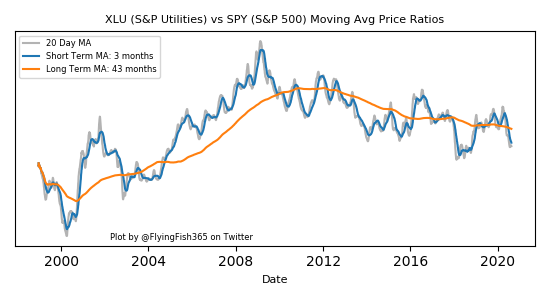 XLU (S&P Utilities) vs SPY (S&P 500) Moving Avg Price Ratios
20 Day MA
Short Term MA: 3 months
Long Term MA: 43 months
Plot by @FlyingFish365 on Twitter
2000 2004 2008 2012 2016 2020
Date